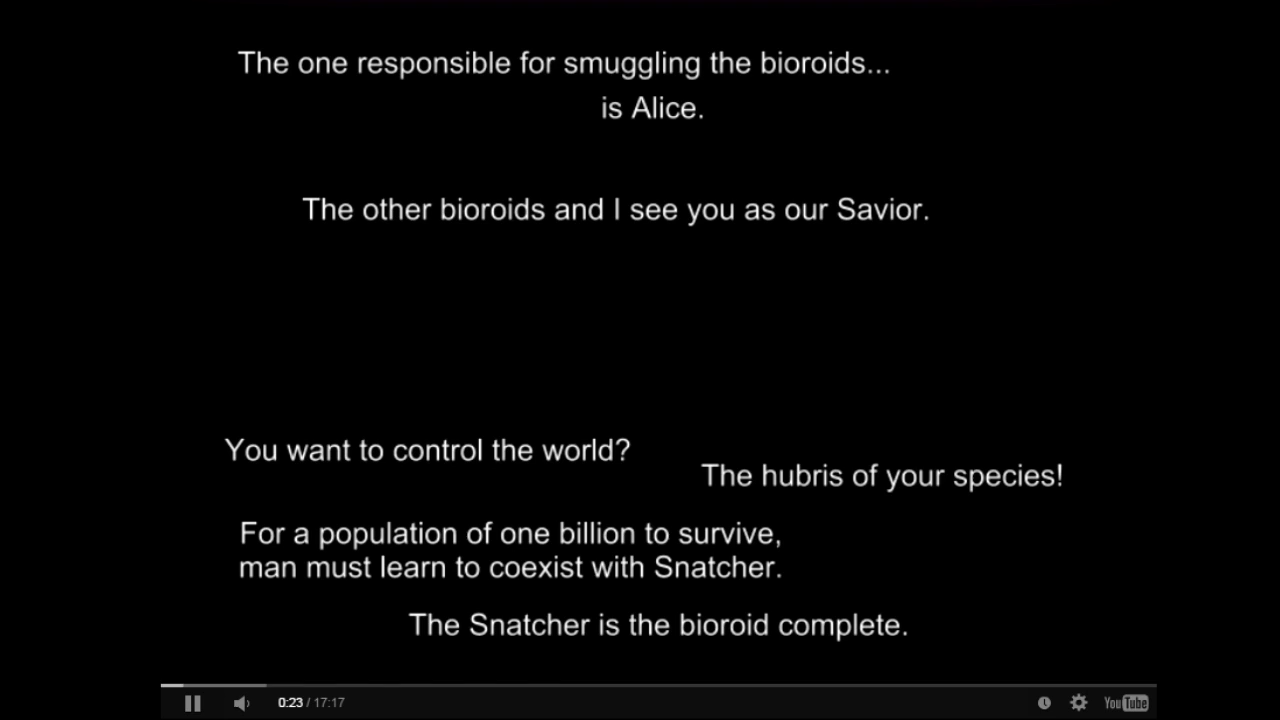 The one responsible for smuggling the bioroids...
is Alice.
The other bioroids and I see you as our Savior.
You want to control the world?
The hubris of your species!
For a population of one billion to survive,
man must learn to coexist with Snatcher.
The Snatcher is the bioroid complete.
0:23 / 17:17
YouTube